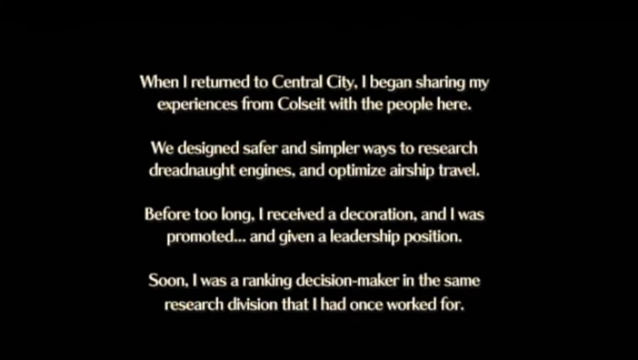 When I returned to Central City, I began sharing my
experiences from Colseit with the people here.
We designed safer and simpler ways to research
dreadnaught engines, and optimize airship travel.
Before too long, I received a decoration, and I was
promoted... and given a leadership position.
Soon, I was a ranking decision-maker in the same
research division that I had once worked for.